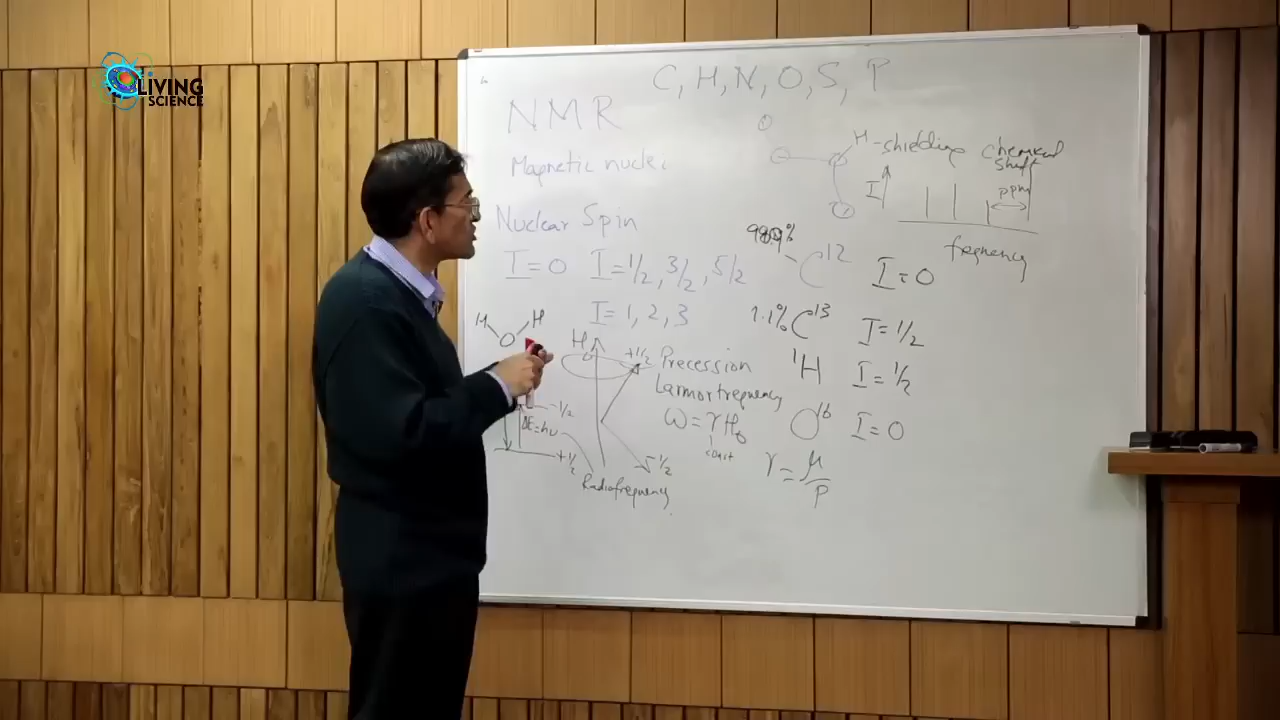 LIVING
SCIENCE
C, H, N, O, S, P
NMR
Magnetic nuclei
Nuclear Spin
I=0 I=1/2, 3/2, 5/2
I=1, 2, 3
H H
O
H₀
+1/2
-1/2
ΔE=hν
+1/2
-1/2
Radiofrequency
Precession
Larmor frequency
ω = γH₀
const
γ = μ/p
H-shielding
Chemical
shift
I
ppm
frequency
98.9% C¹² I=0
1.1% C¹³ I=1/2
¹H I=1/2
O¹⁶ I=0